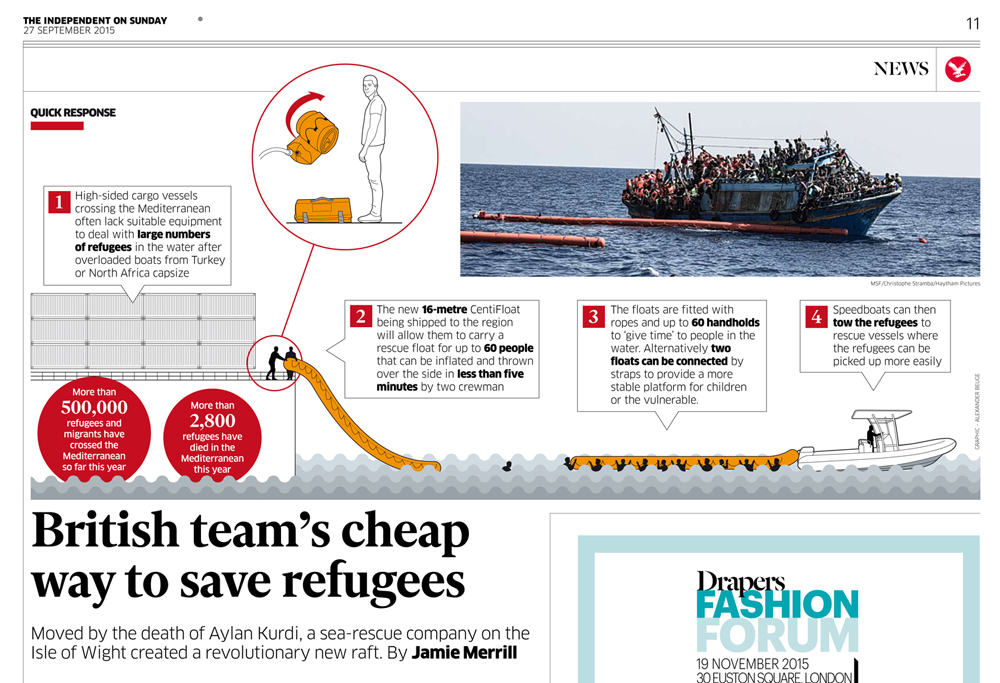 THE INDEPENDENT ON SUNDAY
27 SEPTEMBER 2015
11
NEWS
QUICK RESPONSE
1
High-sided cargo vessels
crossing the Mediterranean
often lack suitable equipment
to deal with large numbers
of refugees in the water after
overloaded boats from Turkey
or North Africa capsize
MSF/Christophe Stramba/Haytham Pictures
2
The new 16-metre CentiFloat
being shipped to the region
will allow them to carry a
rescue float for up to 60 people
that can be inflated and thrown
over the side in less than five
minutes by two crewman
3
The floats are fitted with
ropes and up to 60 handholds
to ‘give time’ to people in the
water. Alternatively two
floats can be connected by
straps to provide a more
stable platform for children
or the vulnerable.
4
Speedboats can then
tow the refugees to
rescue vessels where
the refugees can be
picked up more easily
GRAPHIC - ALEXANDER BEUGE
More than
500,000
refugees and
migrants have
crossed the
Mediterranean
so far this year
More than
2,800
refugees have
died in the
Mediterranean
this year
British team’s cheap
way to save refugees
Moved by the death of Aylan Kurdi, a sea-rescue company on the
Isle of Wight created a revolutionary new raft. By Jamie Merrill
Drapers
FASHION
FORUM
19 NOVEMBER 2015
30 EUSTON SQUARE, LONDON